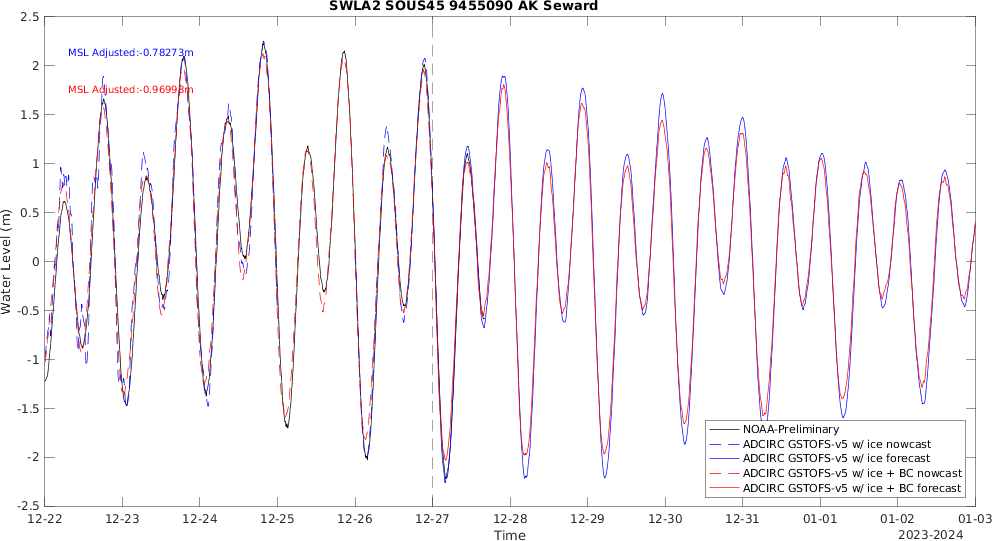 SWLA2 SOUS45 9455090 AK Seward
MSL Adjusted:-0.78273m
MSL Adjusted:-0.96993m
Water Level (m)
2.5
2
1.5
1
0.5
0
-0.5
-1
-1.5
-2
-2.5
NOAA-Preliminary
ADCIRC GSTOFS-v5 w/ ice nowcast
ADCIRC GSTOFS-v5 w/ ice forecast
ADCIRC GSTOFS-v5 w/ ice + BC nowcast
ADCIRC GSTOFS-v5 w/ ice + BC forecast
12-22 12-23 12-24 12-25 12-26 12-27 12-28 12-29 12-30 12-31 01-01 01-02 01-03
Time
2023-2024